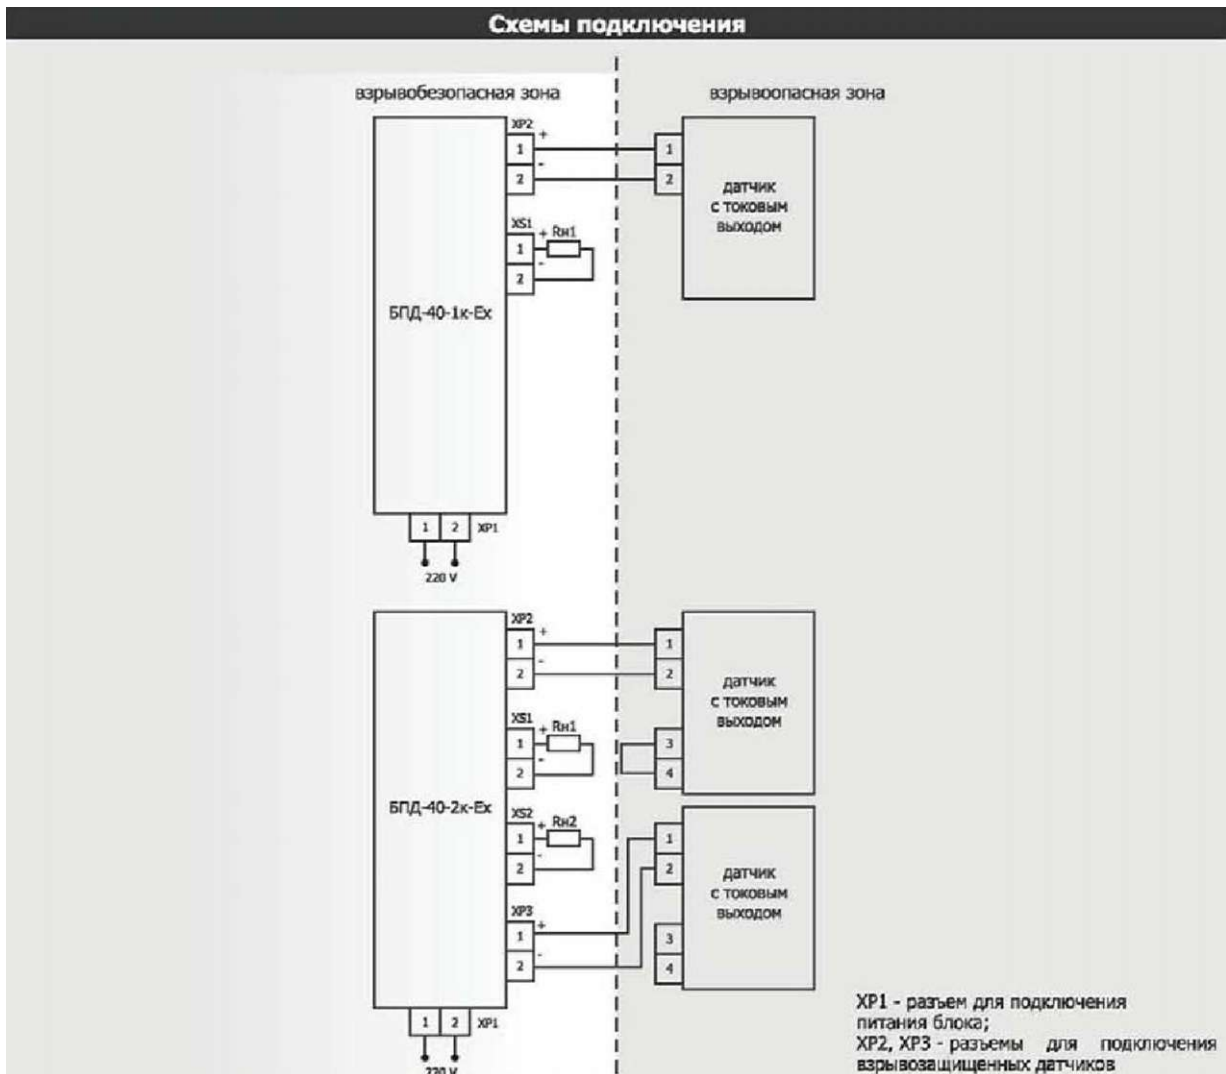 Схемы подключения
взрывобезопасная зона
взрывоопасная зона
XP2
+
1
-
2
XS1
+ Rн1
1
-
2
БПД-40-1к-Ex
1 2 XP1
220 V
1
2
датчик
с токовым
выходом
XP2
+
1
-
2
XS1
+ Rн1
1
-
2
БПД-40-2к-Ex
XS2
+ Rн2
1
-
2
XP3
+
1
-
2
1 2 XP1
220 V
1
2
датчик
с токовым
выходом
3
4
1
2
датчик
с токовым
выходом
3
4
XP1 - разъем для подключения
питания блока;
XP2, XP3 - разъемы для подключения
взрывозащищенных датчиков